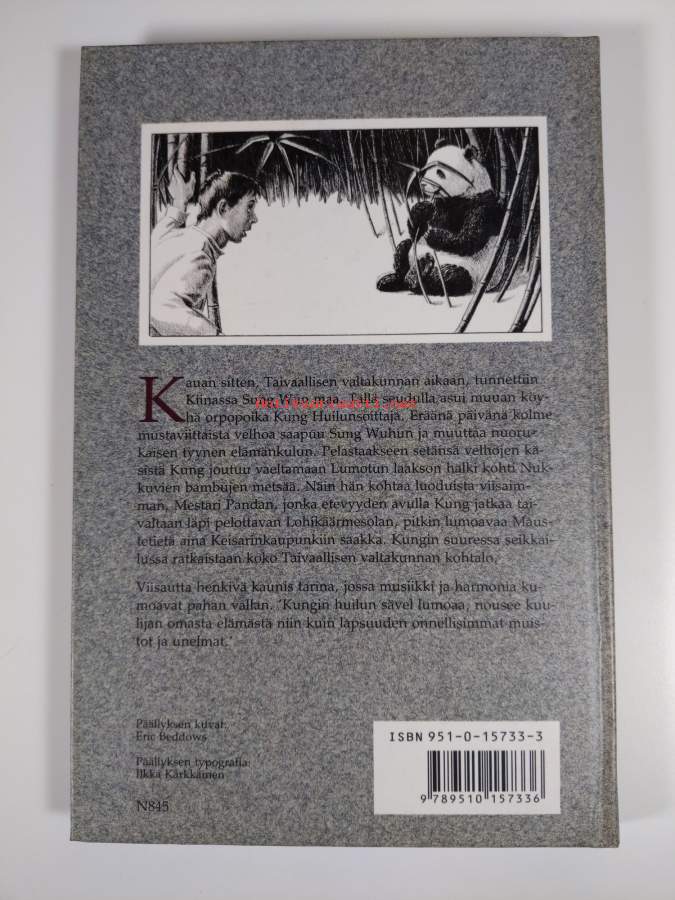 Kauan sitten, Taivaallisen valtakunnan aikaan, tunnettiin
Kiinassa Sung Wun maa. Tällä seudulla asui muuan köy-
hä orpopoika Kung Huilunsoittaja. Eräänä päivänä kolme
mustaviittaista velhoa saapuu Sung Wuhun ja muuttaa nuoru-
kaisen tyynen elämänkulun. Pelastaakseen setänsä velhojen kä-
sistä Kung joutuu vaeltamaan Lumotun laakson halki kohti Nuk-
kuvien bambujen metsää. Näin hän kohtaa luoduista viisaim-
man, Mestari Pandan, jonka etevyyden avulla Kung jatkaa tai-
valtaan läpi pelottavan Lohikäärmesolan, pitkin lumoavaa Maus-
tetietä aina Keisarinkaupunkiin saakka. Kungin suuressa seikkai-
lussa ratkaistaan koko Taivaallisen valtakunnan kohtalo.
Viisautta henkivä kaunis tarina, jossa musiikki ja harmonia ku-
moavat pahan vallan. 'Kungin huilun sävel lumoaa, nousee kuu-
lijan omasta elämästä niin kuin lapsuuden onnellisimmat muis-
tot ja unelmat.'
Päällyksen kuvat:
Eric Beddows
Päällyksen typografia:
Ilkka Kärkkäinen
N845
ISBN 951-0-15733-3
9 789510 157336